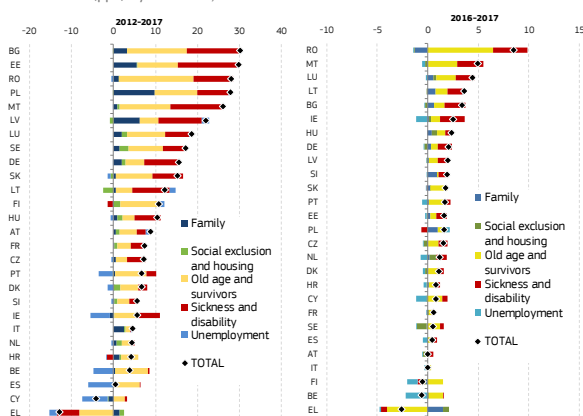 2012-2017
-20 -10 0 10 20 30 40
BG
EE
RO
PL
MT
LV
LU
SE
DE
SK
LT
FI
HU
AT
FR
CZ
PT
DK
SI
IE
IT
NL
HR
BE
ES
CY
EL
Family
Social exclusion
and housing
Old age and
survivors
Sickness and
disability
Unemployment
TOTAL
2016-2017
-10 -5 0 5 10 15
RO
MT
LU
LT
BG
IE
HU
DE
LV
SI
SK
PT
EE
PL
CZ
NL
DK
HR
CY
FR
SE
ES
AT
IT
FI
BE
EL
Family
Social exclusion
and housing
Old age and
survivors
Sickness and
disability
Unemployment
TOTAL